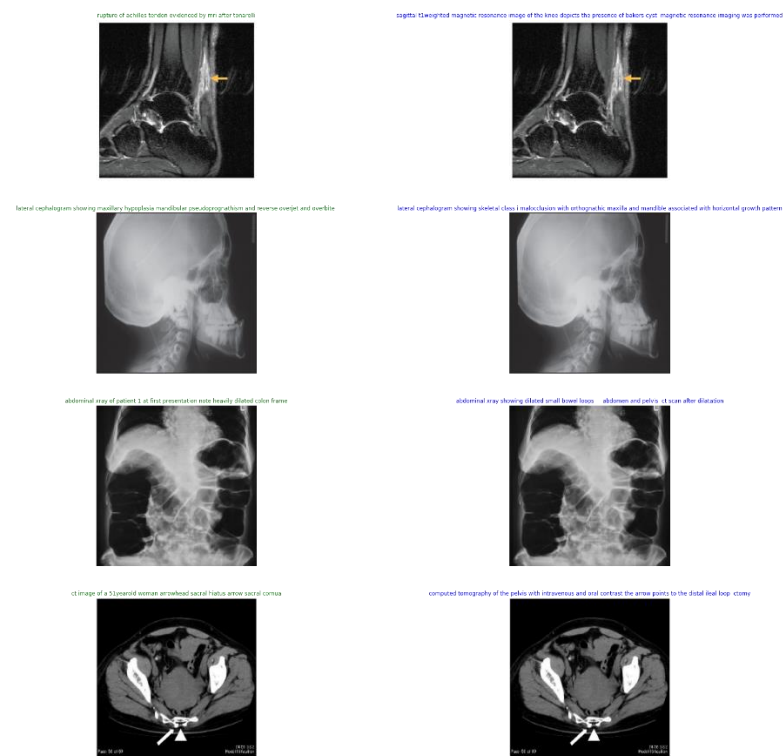 rupture of achilles tendon evidenced by mri after fanarelli
sagittal t1weighted magnetic resonance image of the knee depicts the presence of bakers cyst magnetic resonance imaging was performed
lateral cephalogram showing maxillary hypoplasia mandibular pseudoprognathism and reverse overjet and overbite
lateral cephalogram showing skeletal class i malocclusion with orthognathic maxilla and mandible associated with horizontal growth pattern
abdominal xray of patient 1 at first presentation note heavily dilated colon frame
abdominal xray showing dilated small bowel loops abdomen and pelvis ct scan after dilatation
ct image of a 51yearold woman arrowhead sacral hiatus arrow sacral cornua
computed tomography of the pelvis with intravenous and oral contrast the arrow points to the distal ileal loop ctomy